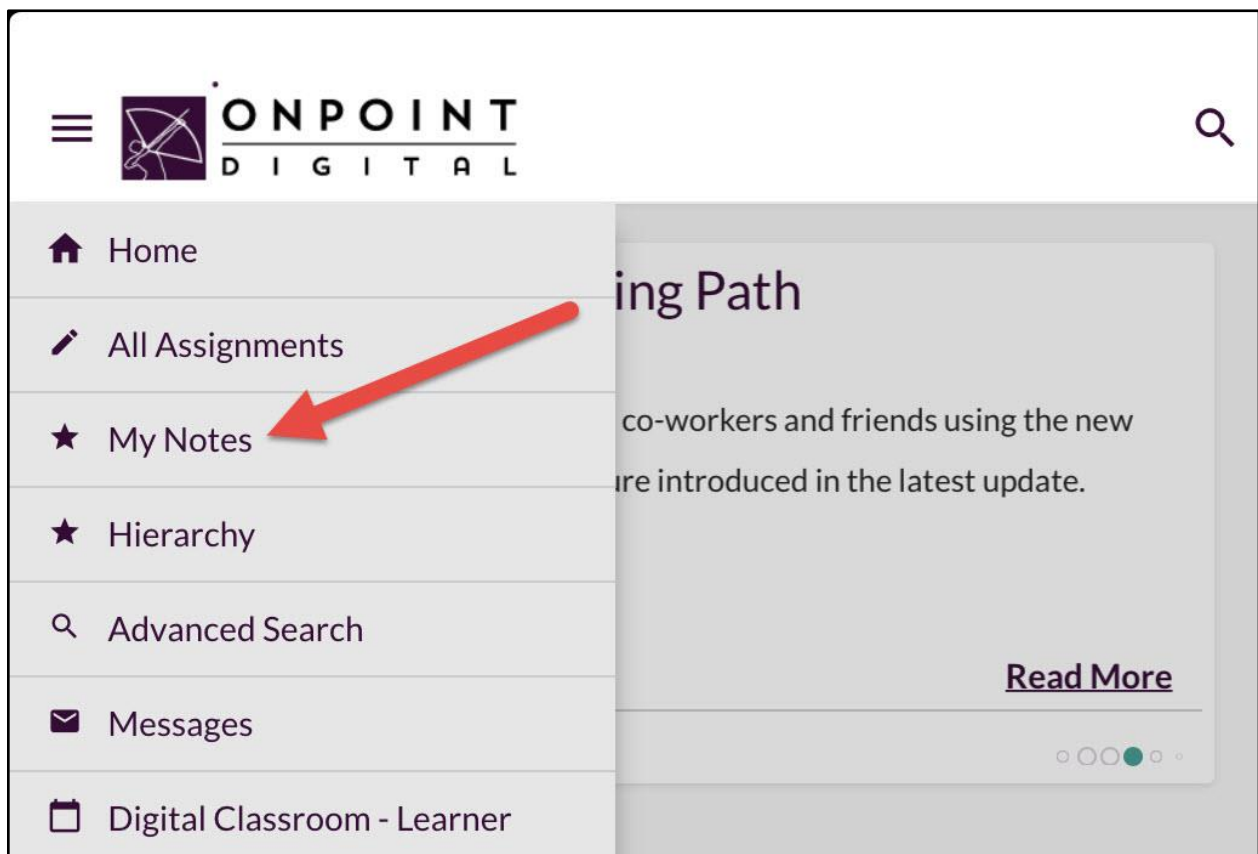 ONPOINT
DIGITAL
Home
All Assignments
My Notes
Hierarchy
Advanced Search
Messages
Digital Classroom - Learner
ing Path
co-workers and friends using the new
introduced in the latest update.
Read More